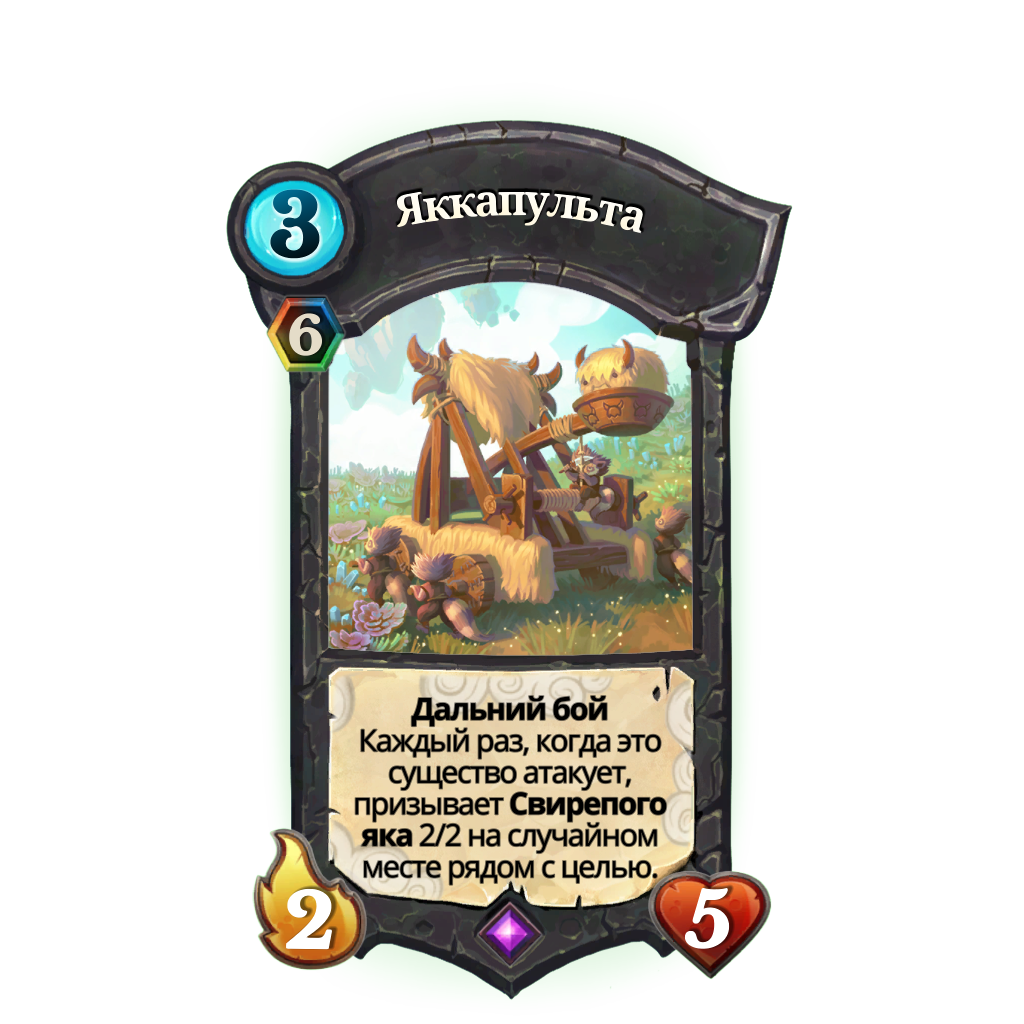 3
Яккапульта
6
Дальний бой
Каждый раз, когда это
существо атакует,
призывает Свирепого
яка 2/2 на случайном
месте рядом с целью.
2
5